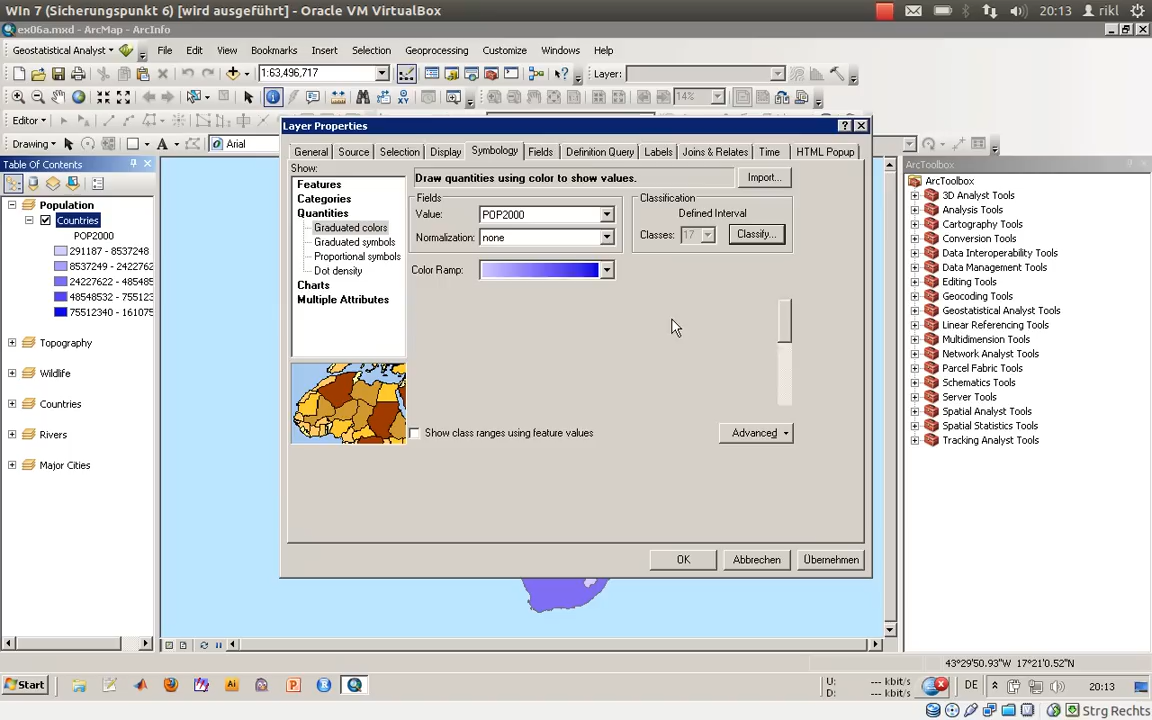 WIn 7 (Sicherungspunkt 6) [wird ausgeführt] - Oracle VM VirtualBox
20:13 rikl
ex06a.mxd - ArcMap - ArcInfo
Geostatistical Analyst File Edit View Bookmarks Insert Selection Geoprocessing Customize Windows Help
1:63,496,717 Layer:
14%
Editor
Drawing Arial
Layer Properties
Table Of Contents
ArcToolbox
General Source Selection Display Symbology Fields Definition Query Labels Joins & Relates Time HTML Popup
Show:
Features
Categories
Quantities
Graduated colors
Graduated symbols
Proportional symbols
Dot density
Charts
Multiple Attributes
Draw quantities using color to show values.
Import...
Fields
Value: POP2000
Normalization: none
Classification
Defined Interval
Classes: 17 Classify...
Color Ramp:
Show class ranges using feature values
Advanced
OK Abbrechen Übernehmen
Population
Countries
POP2000
291187 - 8537248
8537249 - 2422762
24227622 - 48548
48548532 - 75512
75512340 - 161075
Topography
Wildlife
Countries
Rivers
Major Cities
ArcToolbox
3D Analyst Tools
Analysis Tools
Cartography Tools
Conversion Tools
Data Interoperability Tools
Data Management Tools
Editing Tools
Geocoding Tools
Geostatistical Analyst Tools
Linear Referencing Tools
Multidimension Tools
Network Analyst Tools
Parcel Fabric Tools
Schematics Tools
Server Tools
Spatial Analyst Tools
Spatial Statistics Tools
Tracking Analyst Tools
43°29'50.93"W 17°21'0.52"N
Start
U: --- kbit/s
D: --- kbit/s
DE
20:13
Strg Rechts